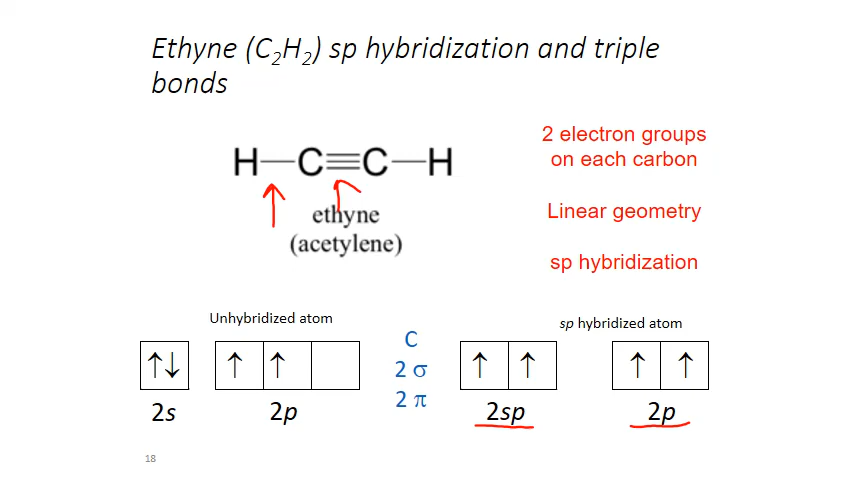 Ethyne (C₂H₂) sp hybridization and triple
bonds
2 electron groups
on each carbon
H—C≡C—H
ethyne
(acetylene)
Linear geometry
sp hybridization
Unhybridized atom
sp hybridized atom
C
2 σ
2 π
↑↓ ↑ ↑ ↑ ↑ ↑ ↑
2s 2p 2sp 2p
18